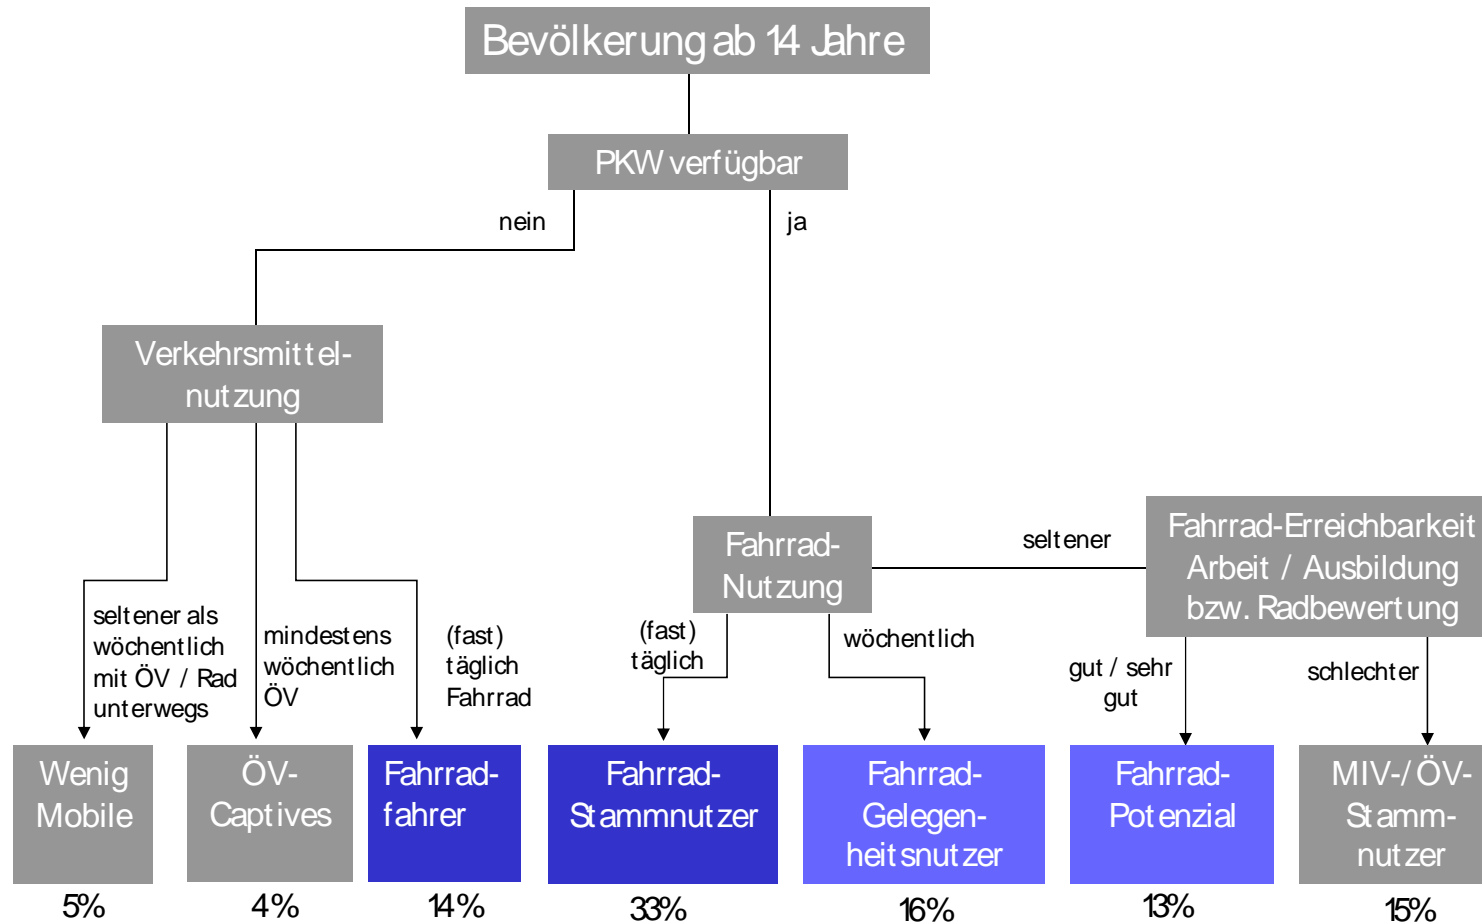 Bevölkerung ab 14 Jahre
PKW verfügbar
nein
ja
Verkehrsmittel-
nutzung
Fahrrad-
Nutzung
seltener
Fahrrad-Erreichbarkeit
Arbeit / Ausbildung
bzw. Radbewertung
seltener als
wöchentlich
mit ÖV / Rad
unterwegs
mindestens
wöchentlich
ÖV
(fast)
täglich
Fahrrad
(fast)
täglich
wöchentlich
gut / sehr
gut
schlechter
Wenig
Mobile
ÖV-
Captives
Fahrrad-
fahrer
Fahrrad-
Stammnutzer
Fahrrad-
Gelegen-
heitsnutzer
Fahrrad-
Potenzial
MIV-/ ÖV-
Stamm-
nutzer
5%
4%
14%
33%
16%
13%
15%